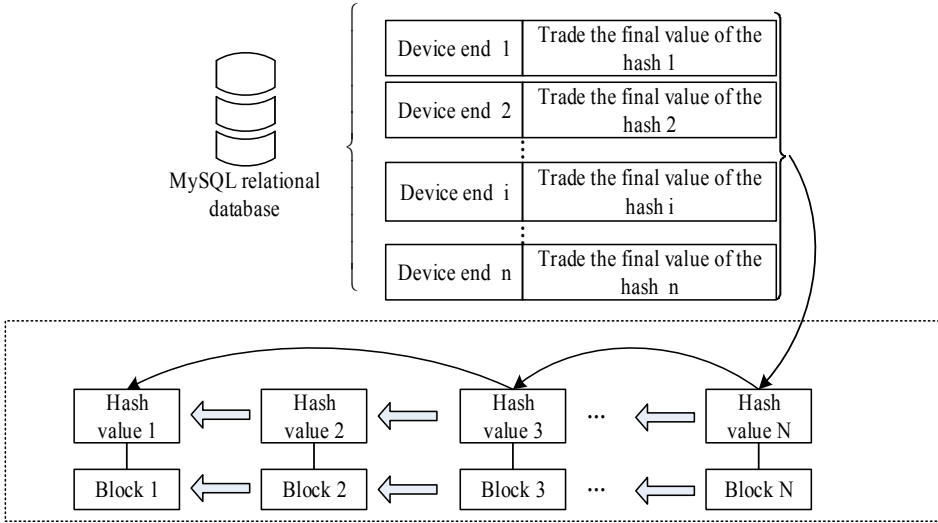 Device end 1
Trade the final value of the
hash 1
Device end 2
Trade the final value of the
hash 2
MySQL relational
database
Device end i
Trade the final value of the
hash i
Device end n
Trade the final value of the
hash n
Hash
value 1
Hash
value 2
Hash
value 3
...
Hash
value N
Block 1
Block 2
Block 3
...
Block N